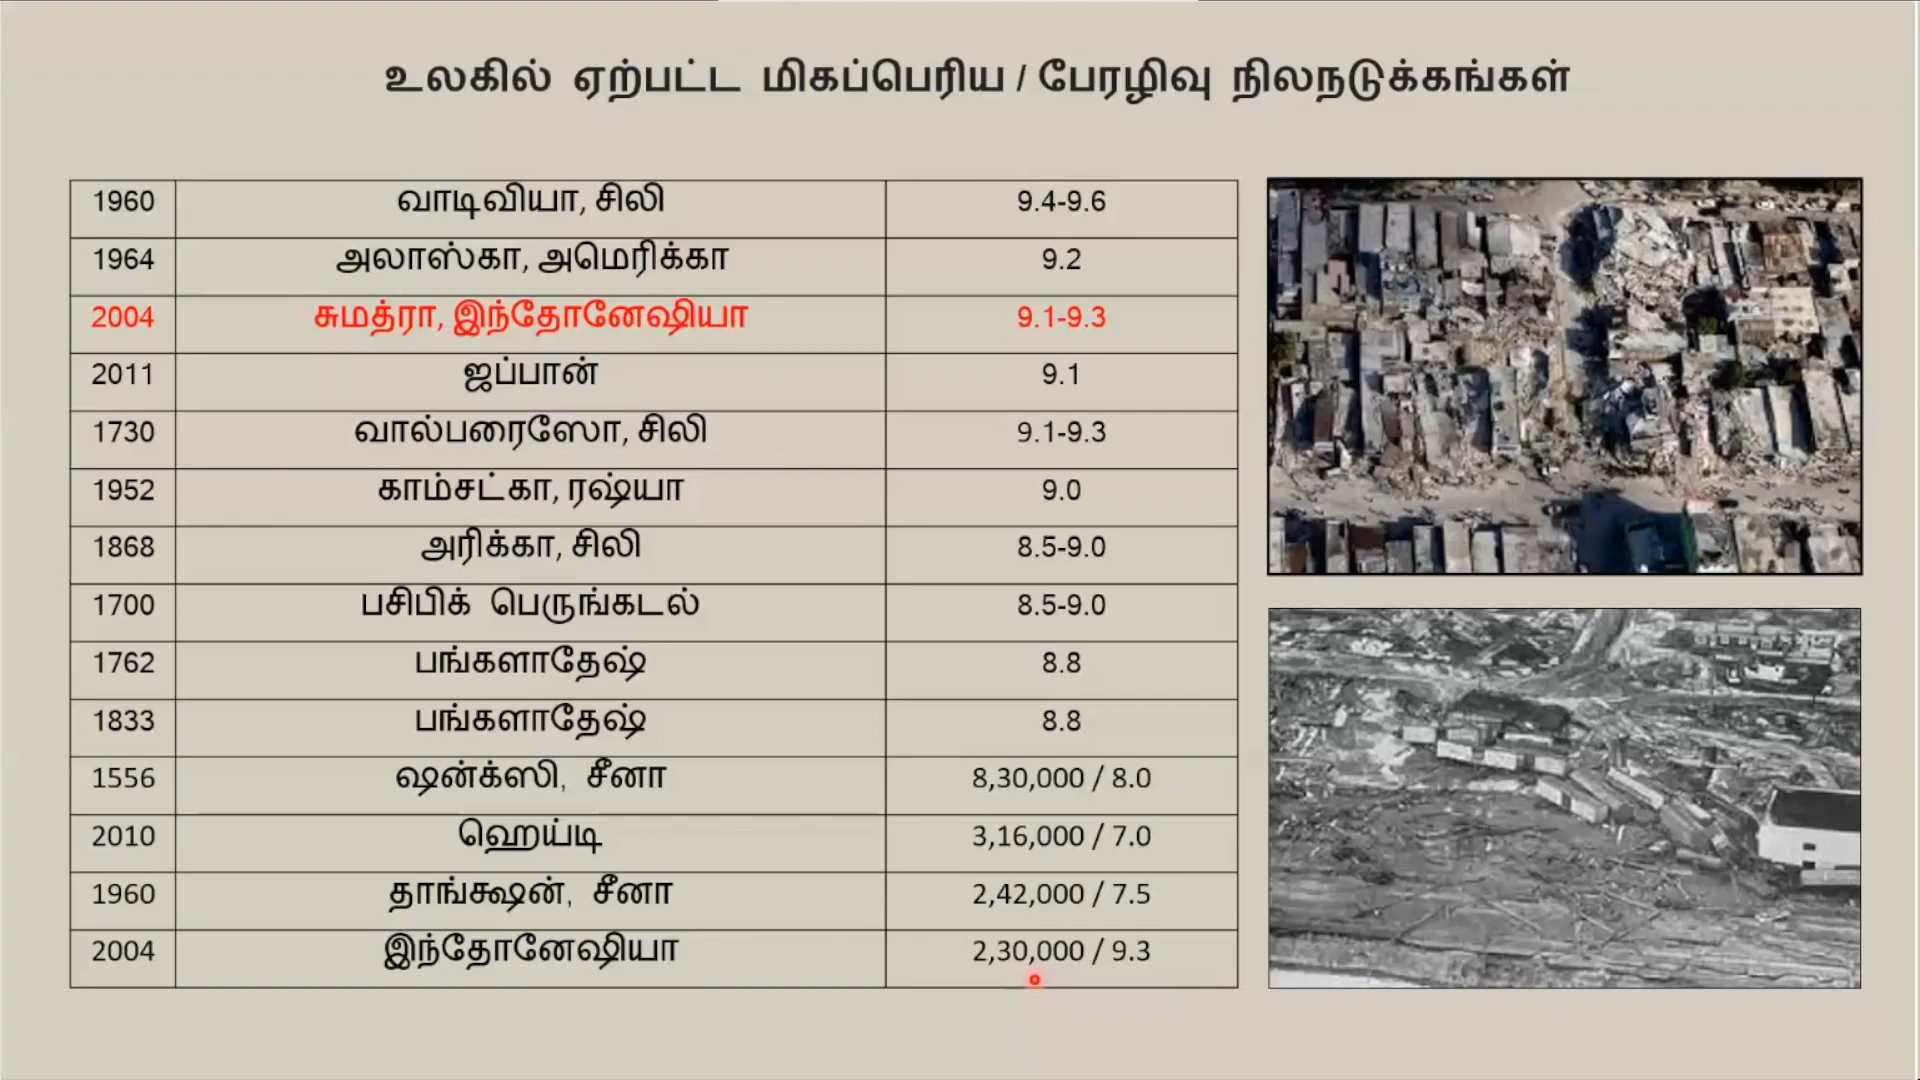 உலகில் ஏற்பட்ட மிகப்பெரிய / பேரழிவு நிலநடுக்கங்கள்
1960 வாடிவியா, சிலி 9.4-9.6
1964 அலாஸ்கா, அமெரிக்கா 9.2
2004 சுமத்ரா, இந்தோனேஷியா 9.1-9.3
2011 ஜப்பான் 9.1
1730 வால்பரைஸோ, சிலி 9.1-9.3
1952 காம்சட்கா, ரஷ்யா 9.0
1868 அரிக்கா, சிலி 8.5-9.0
1700 பசிபிக் பெருங்கடல் 8.5-9.0
1762 பங்களாதேஷ் 8.8
1833 பங்களாதேஷ் 8.8
1556 ஷன்க்ஸி, சீனா 8,30,000 / 8.0
2010 ஹெய்டி 3,16,000 / 7.0
1960 தாங்க்ஷன், சீனா 2,42,000 / 7.5
2004 இந்தோனேஷியா 2,30,000 / 9.3